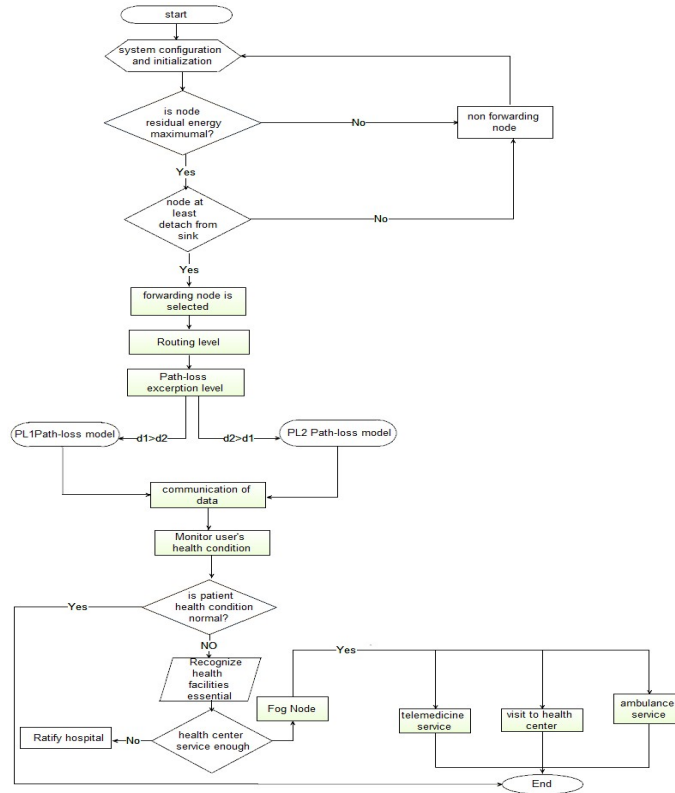 start
system configuration
and initialization
is node
residual energy
maximumal?
No
non forwarding
node
Yes
node at
least
detach from
sink
No
Yes
forwarding node is
selected
Routing level
Path-loss
excerption level
PL1Path-loss model
d1>d2
d2>d1
PL2 Path-loss model
communication of
data
Monitor user's
health condition
is patient
health condition
normal?
Yes
NO
Recognize
health
facilities
essential
health center
service enough
No
Ratify hospital
Fog Node
Yes
telemedicine
service
visit to health
center
ambulance
service
End